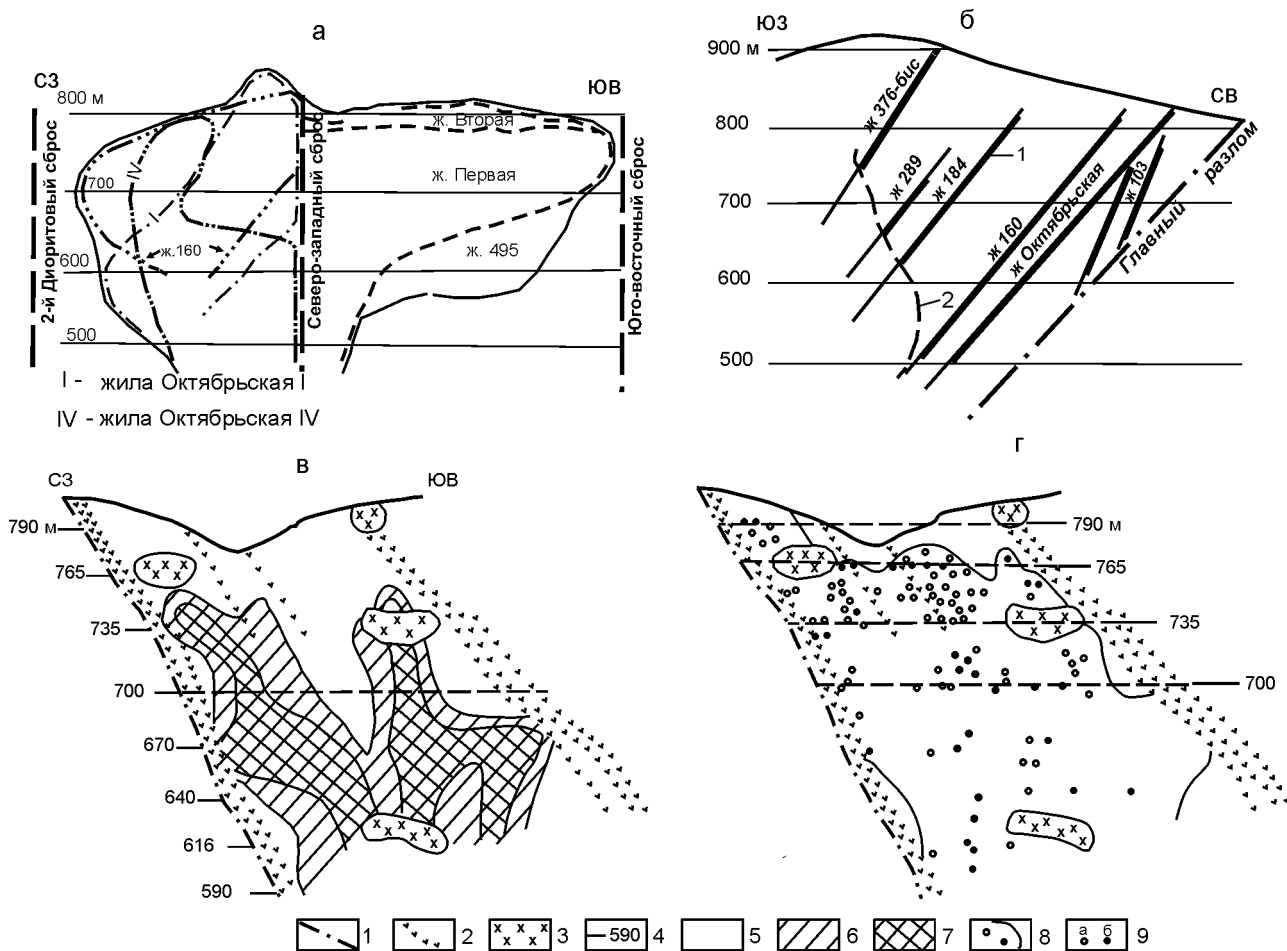 а
СЗ
ЮВ
800 м
ж. Вторая
2-й Диоритовый сброс
IV
Северо-западный сброс
Юго-восточный сброс
700
ж. Первая
I
ж.160
ж. 495
600
500
I - жила Октябрьская I
IV - жила Октябрьская IV
б
ЮЗ
900 м
ж 376-бис
СВ
800
1
разлом
ж 289
ж 184
ж 103
700
ж 160
ж Октябрьская
Главный
600
2
500
в
СЗ
ЮВ
790 м
765
735
700
670
640
616
590
г
790 м
765
735
700
1
2
3
590 4
5
6
7
8
а б 9